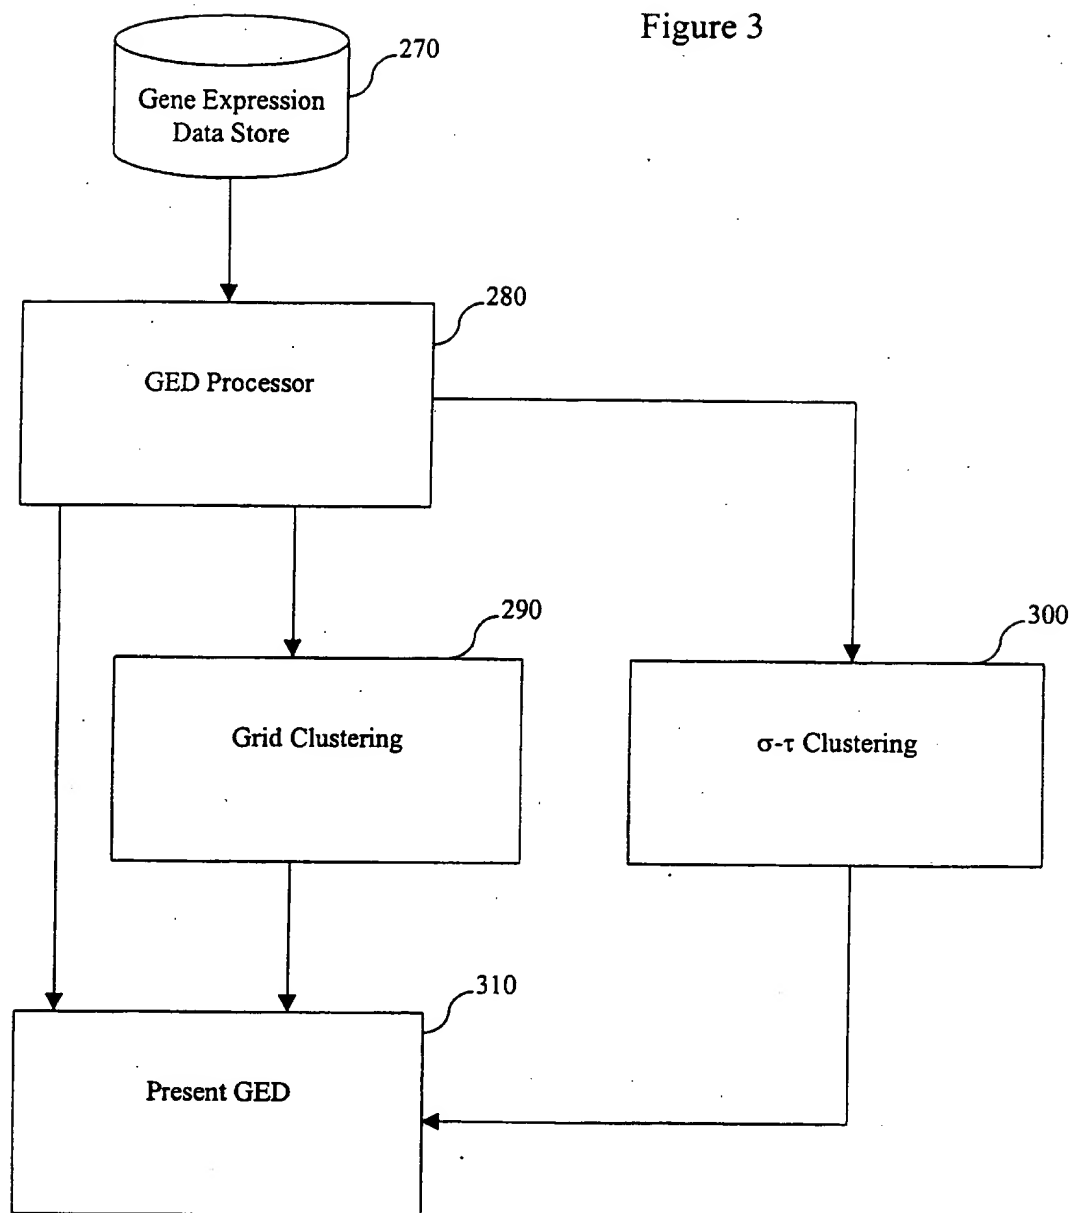 Figure 3
270
Gene Expression
Data Store
280
GED Processor
290
Grid Clustering
300
σ-τ Clustering
310
Present GED